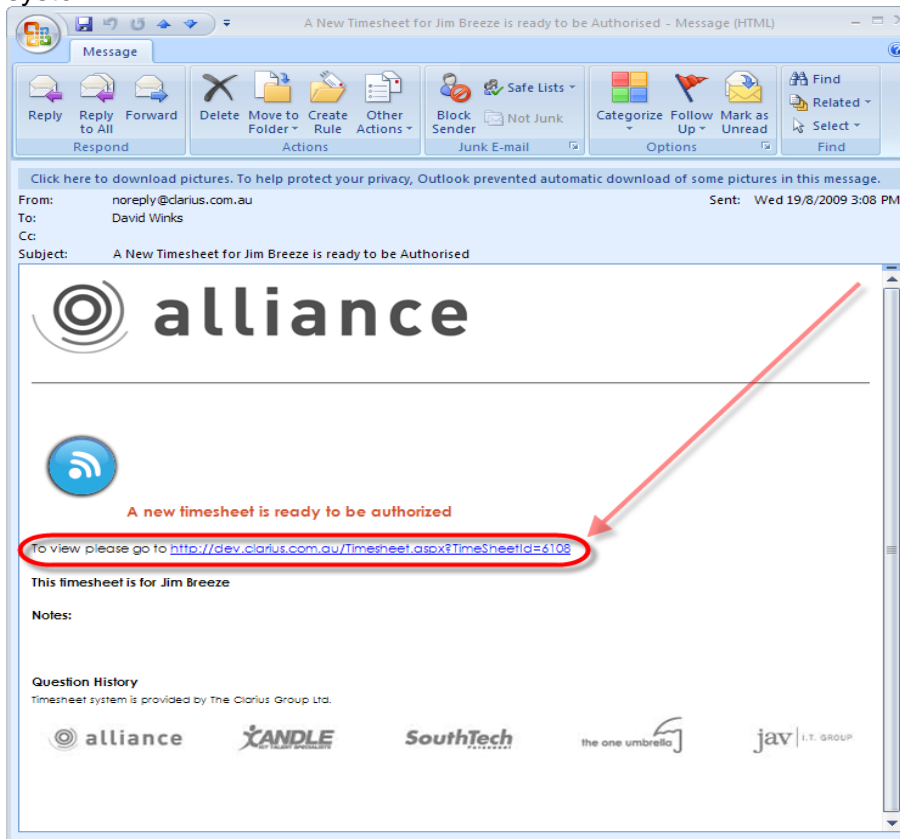 A New Timesheet for Jim Breeze is ready to be Authorised - Message (HTML)
Message
Reply Reply to All Forward Delete Move to Folder Create Rule Other Actions Block Sender Safe Lists Not Junk Categorize Follow Up Mark as Unread Find Related Select
Respond Actions Junk E-mail Options Find
Click here to download pictures. To help protect your privacy, Outlook prevented automatic download of some pictures in this message.
From: noreply@clarius.com.au Sent: Wed 19/8/2009 3:08 PM
To: David Winks
Cc:
Subject: A New Timesheet for Jim Breeze is ready to be Authorised
alliance
A new timesheet is ready to be authorized
To view please go to http://dev.clarius.com.au/Timesheet.aspx?TimeSheetId=6108
This timesheet is for Jim Breeze
Notes:
Question History
Timesheet system is provided by The Clarius Group Ltd.
alliance CANDLE SouthTech the one umbrella jav I.T. GROUP